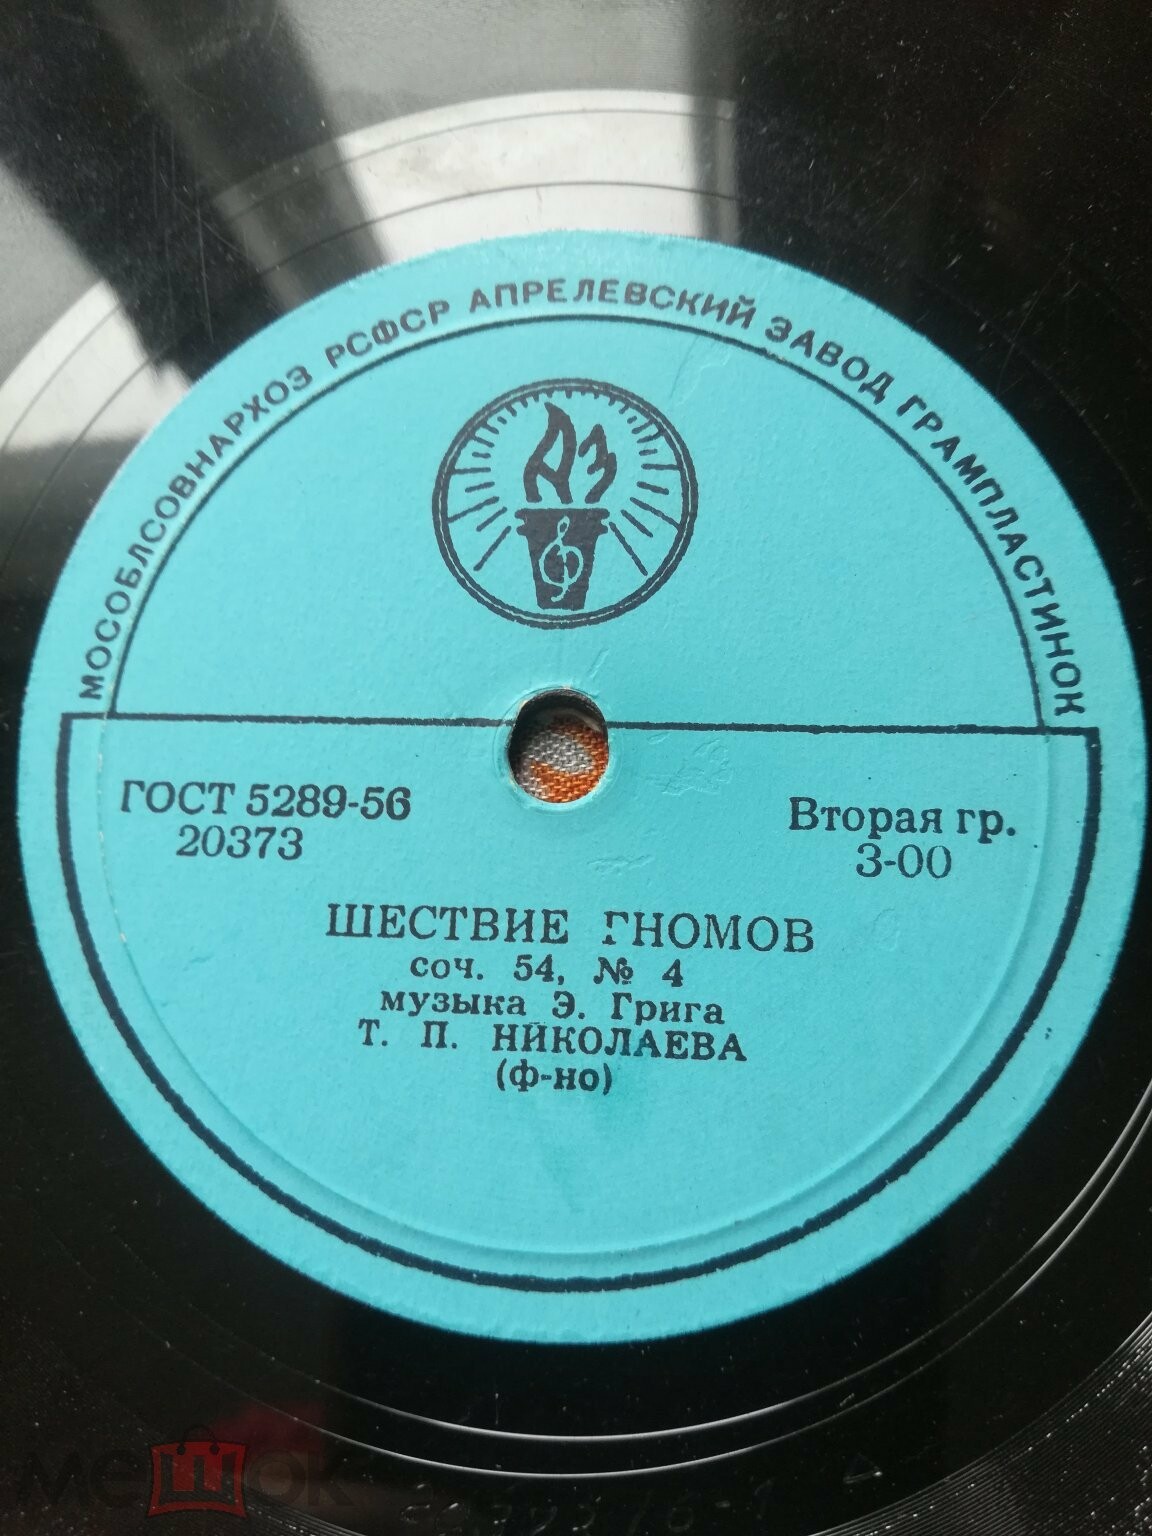 МОСОБЛСОВНАРХОЗ РСФСР АПРЕЛЕВСКИЙ ЗАВОД ГРАМПЛАСТИНОК
АЗ
ГОСТ 5289-56
20373
Вторая гр.
3-00
ШЕСТВИЕ ГНОМОВ
соч. 54, № 4
музыка Э. Грига
Т. П. НИКОЛАЕВА
(ф-но)
мешок